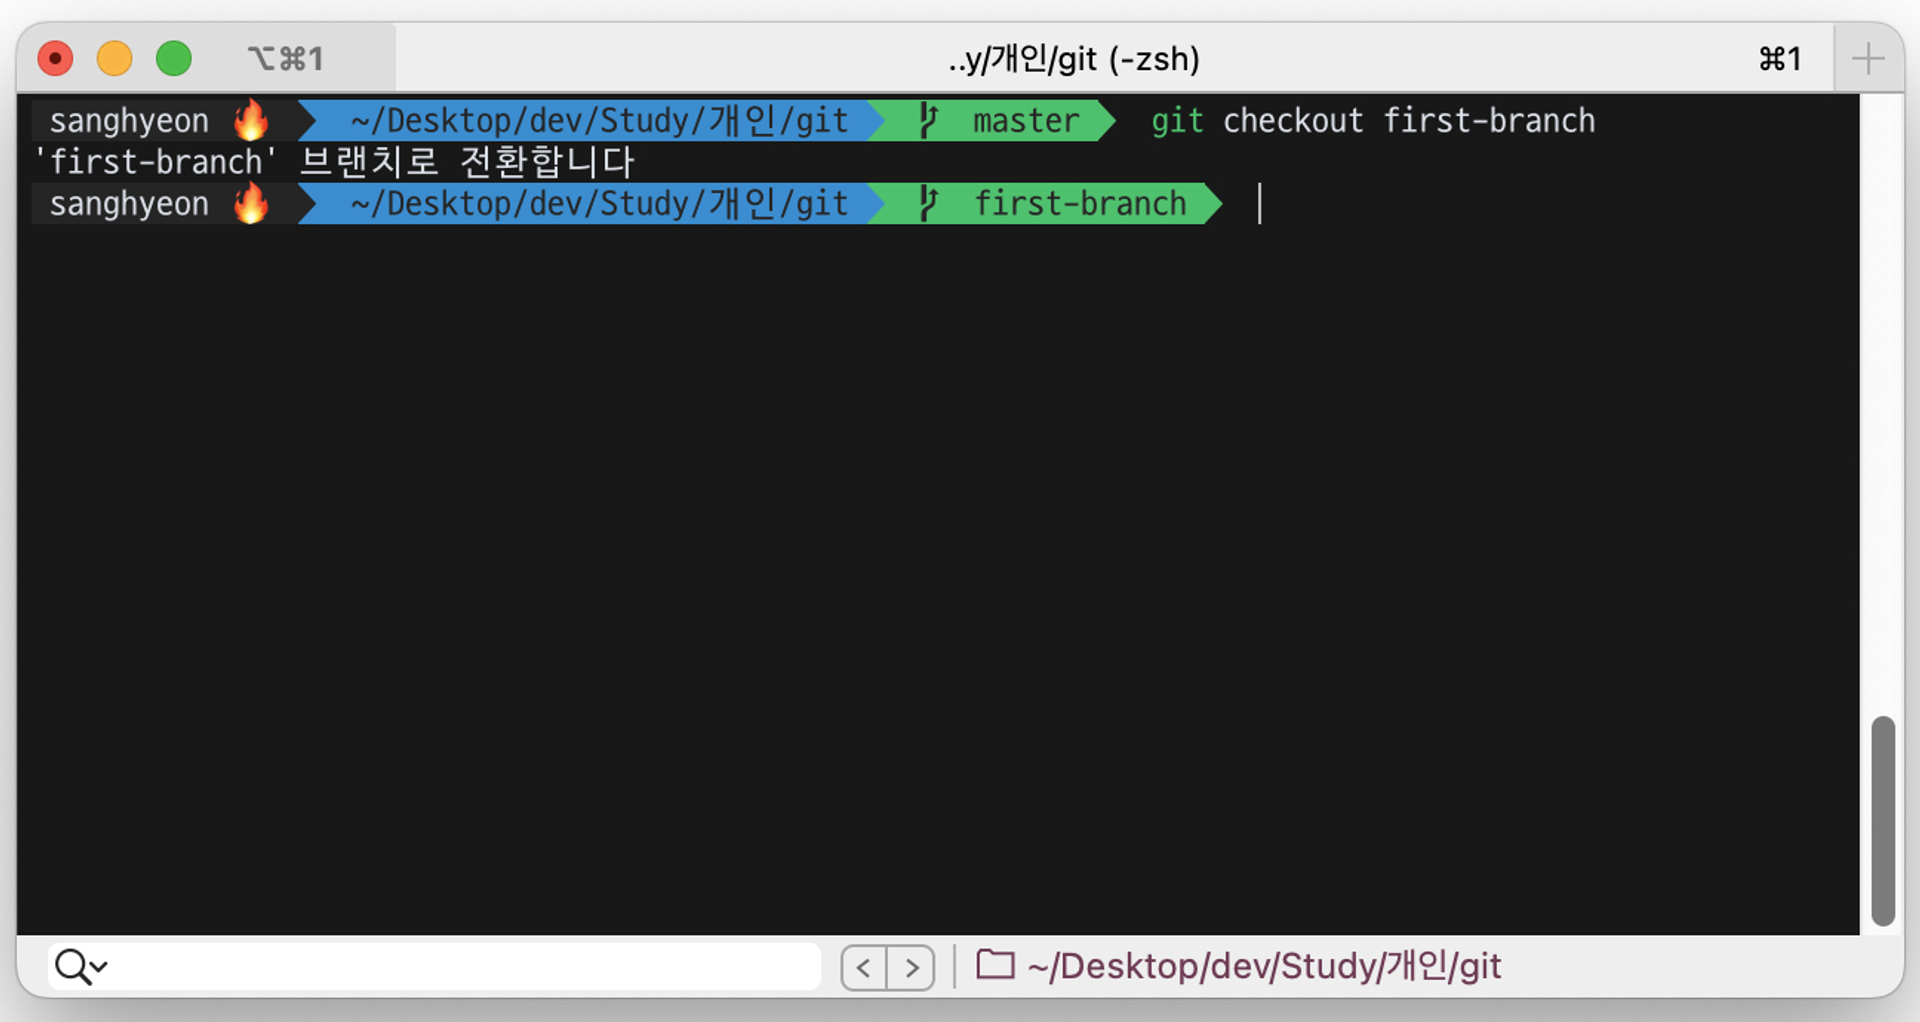 ⌥⌘1 ..y/개인/git (-zsh) ⌘1
sanghyeon 🔥 ~/Desktop/dev/Study/개인/git master git checkout first-branch
'first-branch' 브랜치로 전환합니다
sanghyeon 🔥 ~/Desktop/dev/Study/개인/git first-branch
~/Desktop/dev/Study/개인/git